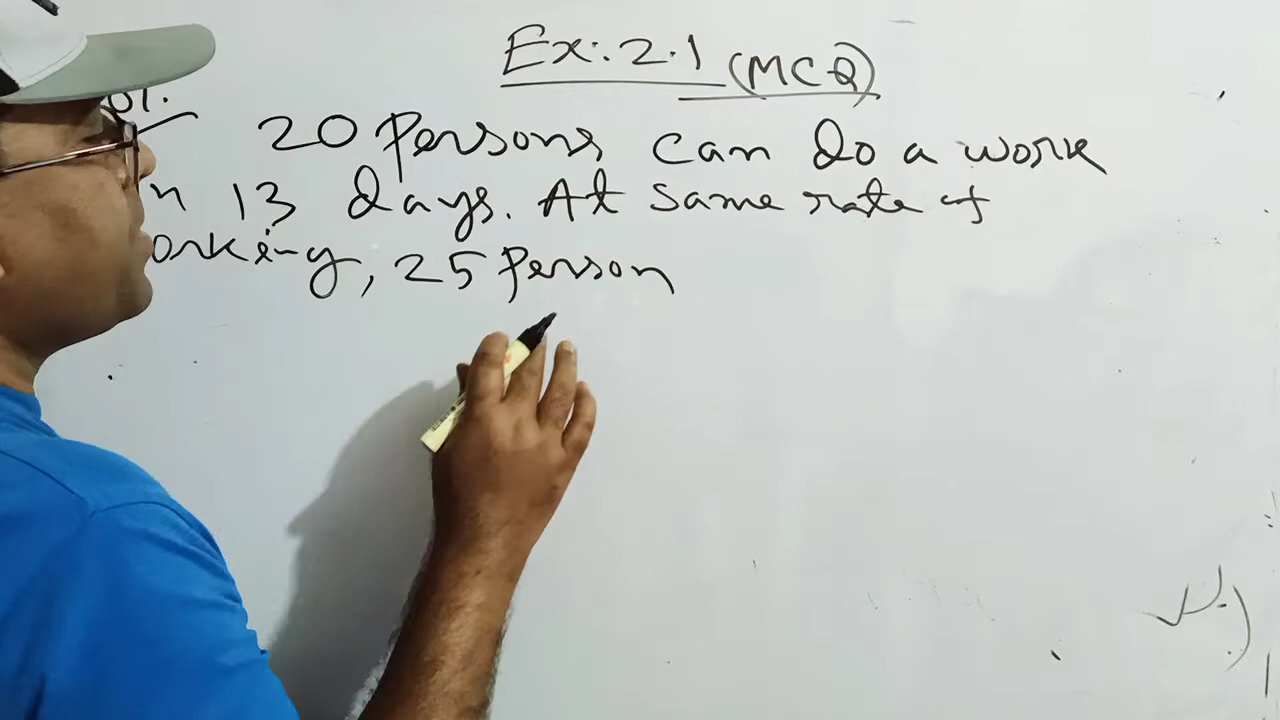 Ex:. 2.1 (MCQ)
01.
20 Persons can do a work
in 13 days. At same rate of
working, 25 Person